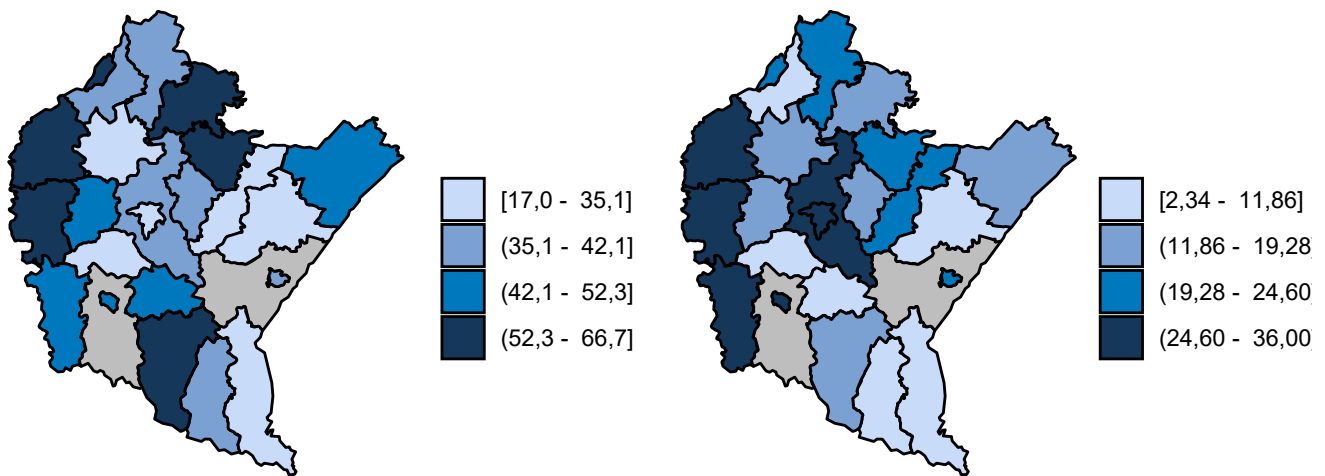 [17,0 - 35,1]
(35,1 - 42,1]
(42,1 - 52,3]
(52,3 - 66,7]
[2,34 - 11,86]
(11,86 - 19,28]
(19,28 - 24,60]
(24,60 - 36,00]